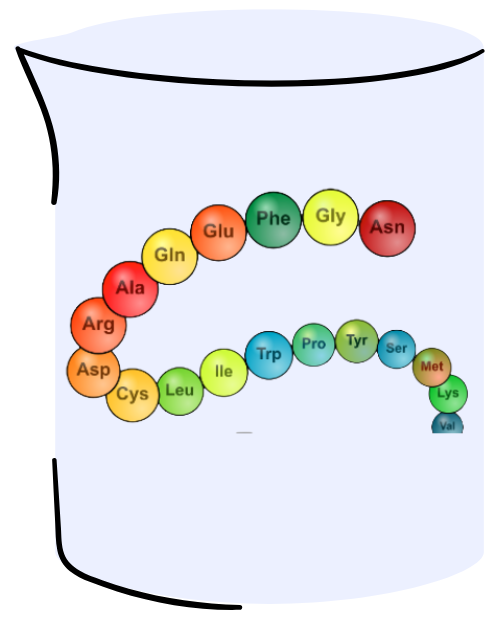 Asn
Gly
Phe
Glu
Gln
Ala
Arg
Asp
Cys
Leu
Ile
Trp
Pro
Tyr
Ser
Met
Lys
Val